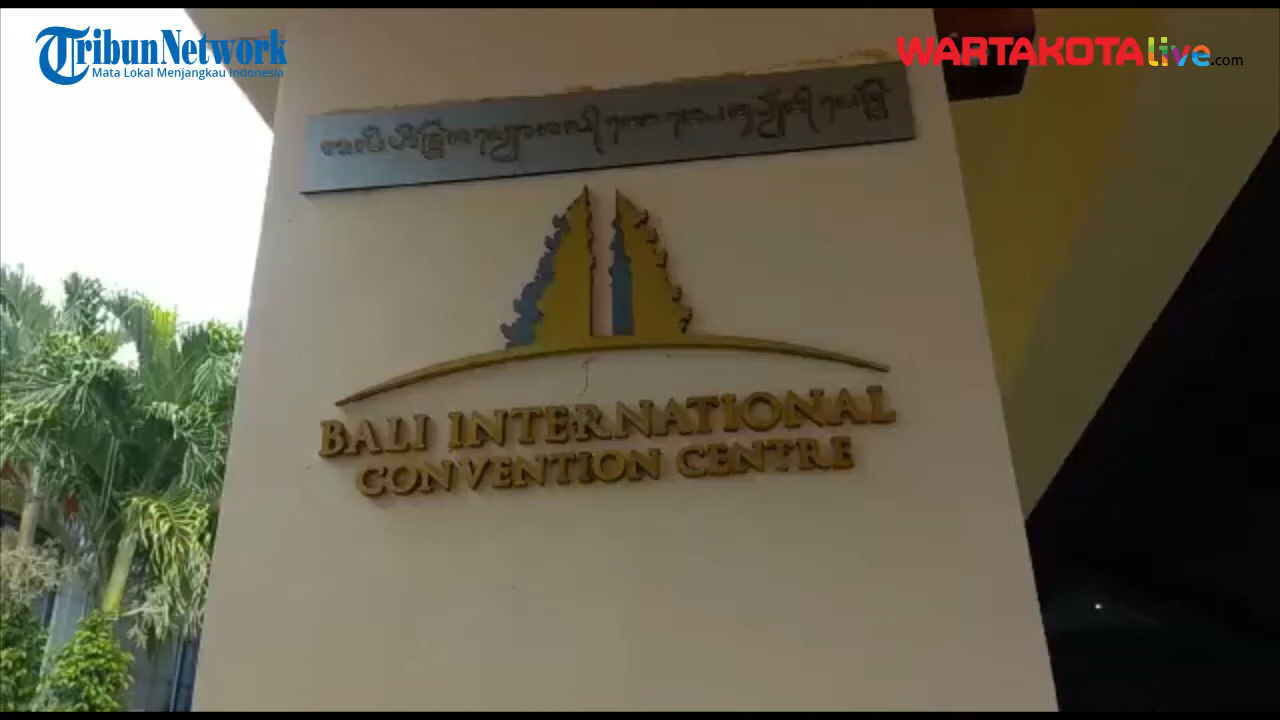 TribunNetwork
Mata Lokal Menjangkau Indonesia
WARTAKOTAlive.com
BALI INTERNATIONAL
CONVENTION CENTRE